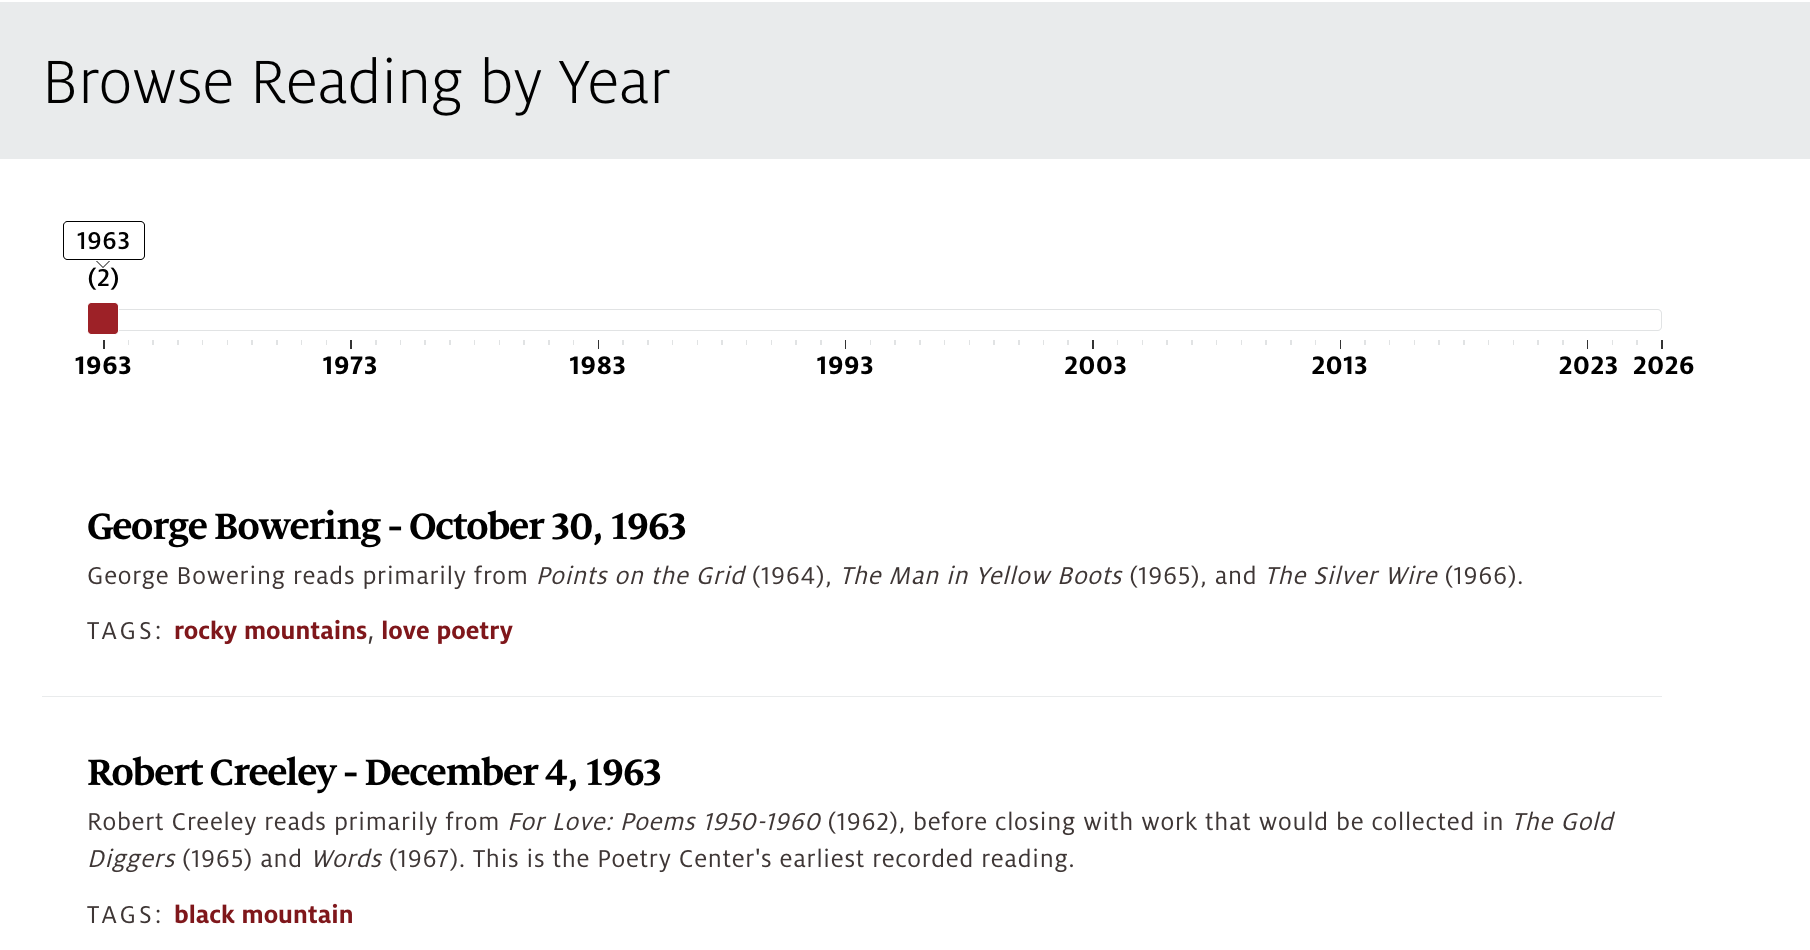 Browse Reading by Year
1963
(2)
1963 1973 1983 1993 2003 2013 2023 2026
George Bowering - October 30, 1963
George Bowering reads primarily from Points on the Grid (1964), The Man in Yellow Boots (1965), and The Silver Wire (1966).
TAGS: rocky mountains, love poetry
Robert Creeley - December 4, 1963
Robert Creeley reads primarily from For Love: Poems 1950-1960 (1962), before closing with work that would be collected in The Gold
Diggers (1965) and Words (1967). This is the Poetry Center's earliest recorded reading.
TAGS: black mountain